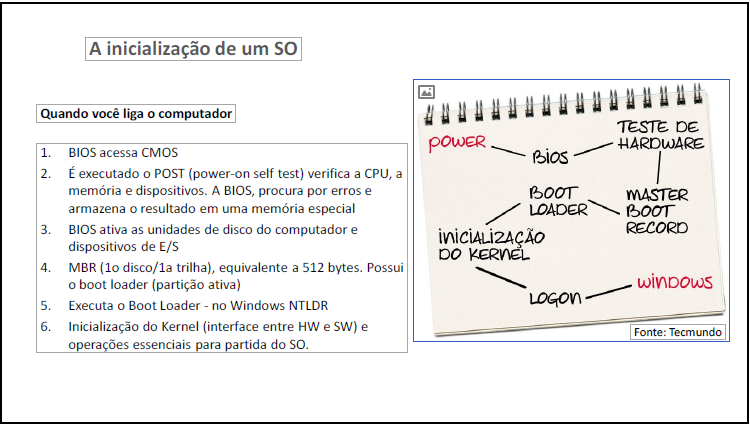 A inicialização de um SO
Quando você liga o computador
1. BIOS acessa CMOS
2. É executado o POST (power-on self test) verifica a CPU, a
memória e dispositivos. A BIOS, procura por erros e
armazena o resultado em uma memória especial
3. BIOS ativa as unidades de disco do computador e
dispositivos de E/S
4. MBR (1o disco/1a trilha), equivalente a 512 bytes. Possui
o boot loader (partição ativa)
5. Executa o Boot Loader - no Windows NTLDR
6. Inicialização do Kernel (interface entre HW e SW) e
operações essenciais para partida do SO.
POWER
BIOS
TESTE DE
HARDWARE
MASTER
BOOT
RECORD
BOOT
LOADER
INICIALIZAÇÃO
DO KERNEL
LOGON
WINDOWS
Fonte: Tecmundo